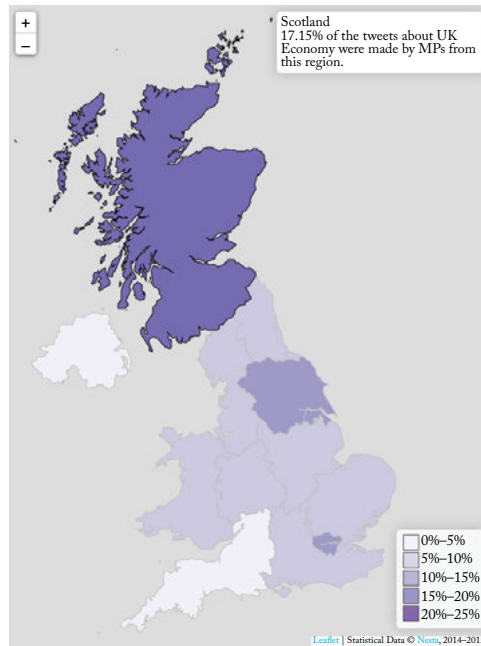 +
−
Scotland
17.15% of the tweets about UK
Economy were made by MPs from
this region.
0%–5%
5%–10%
10%–15%
15%–20%
20%–25%
Leaflet | Statistical Data © Nesta, 2014–201